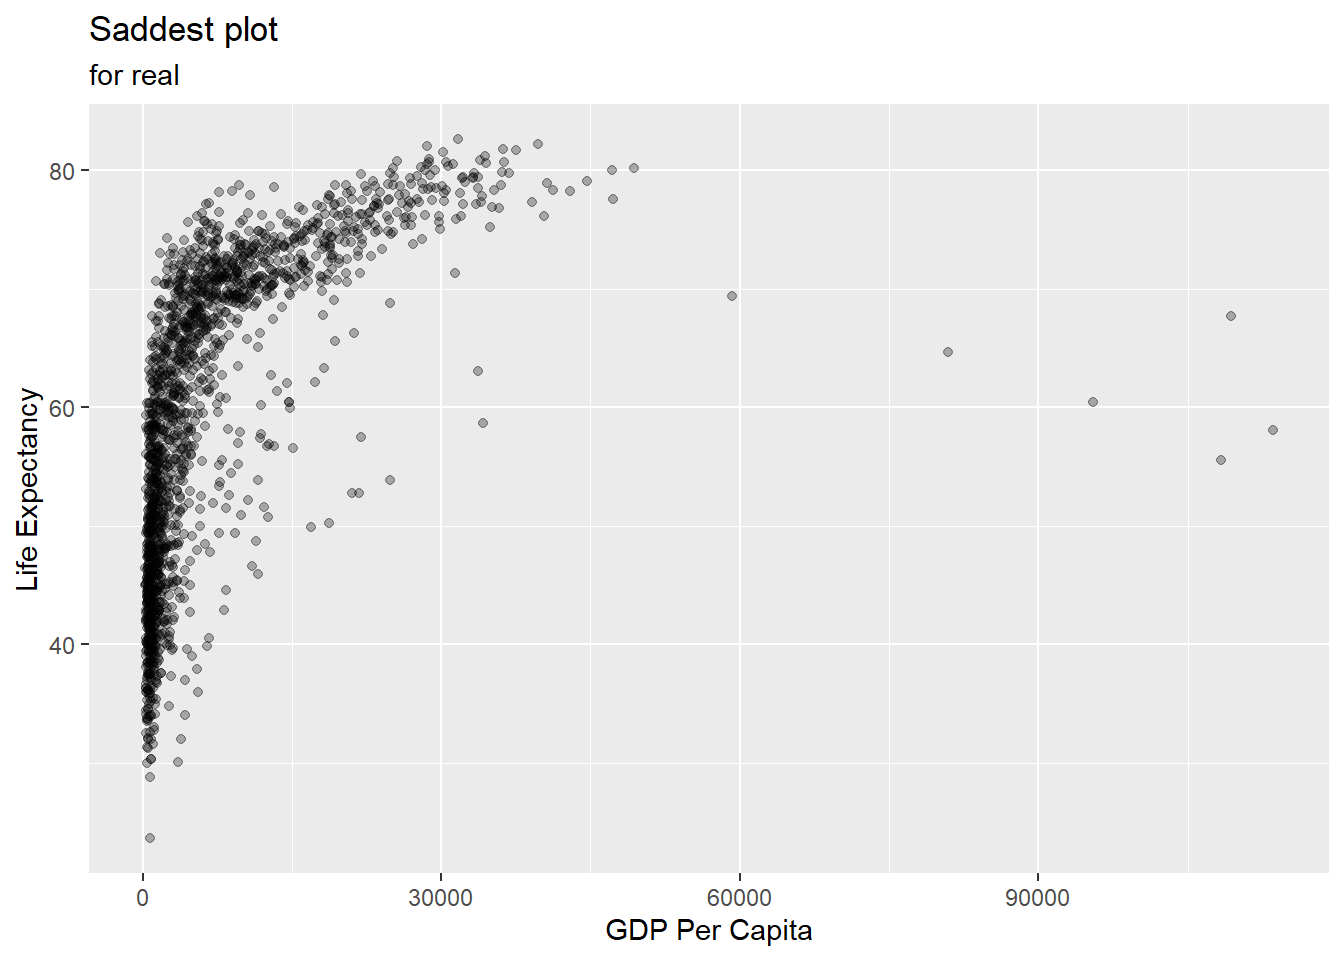 Saddest plot
for real
80
60
40
Life Expectancy
0 30000 60000 90000
GDP Per Capita